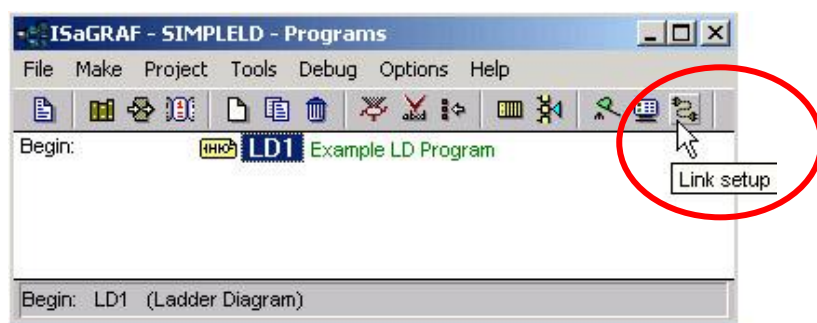 ISaGRAF - SIMPLELD - Programs
File Make Project Tools Debug Options Help
Begin: LD1 Example LD Program
Link setup
Begin: LD1 (Ladder Diagram)